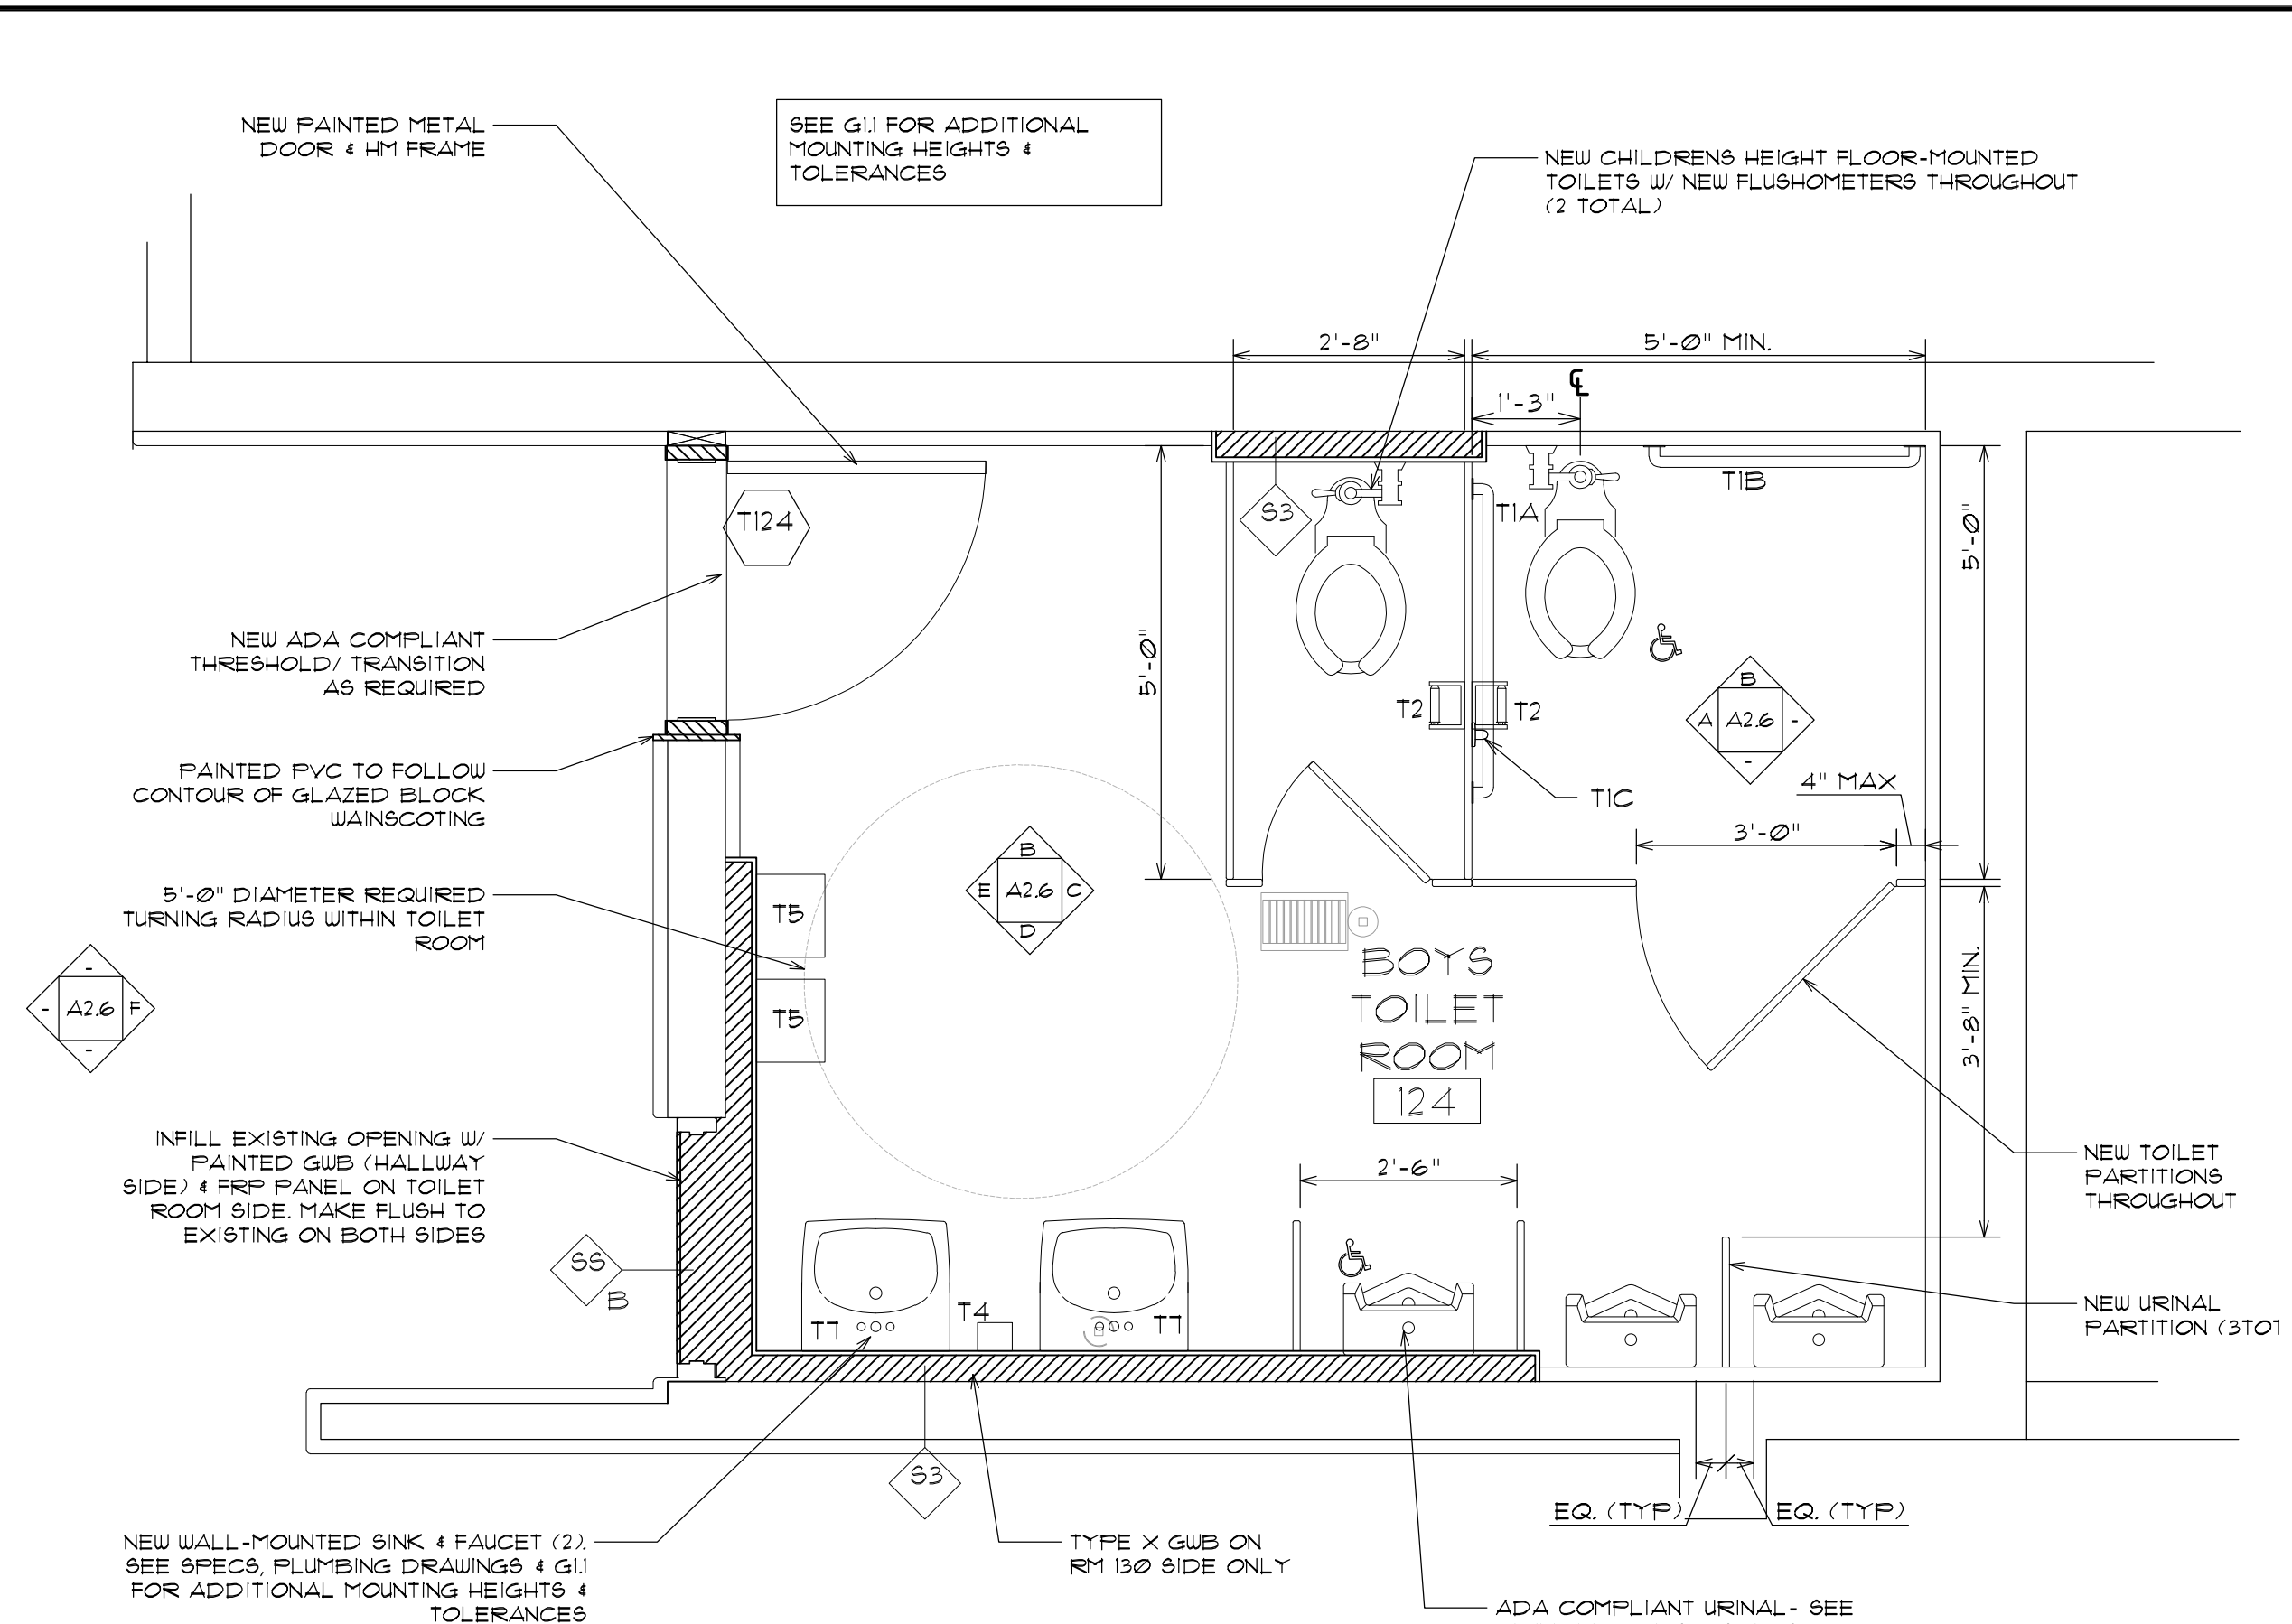 NEW PAINTED METAL
DOOR & HM FRAME
SEE G1.1 FOR ADDITIONAL
MOUNTING HEIGHTS &
TOLERANCES
NEW CHILDRENS HEIGHT FLOOR-MOUNTED
TOILETS W/ NEW FLUSHOMETERS THROUGHOUT
(2 TOTAL)
2'-8"
5'-0" MIN.
CL
1'-3"
T1B
T124
S3
T1A
5'-0"
NEW ADA COMPLIANT
THRESHOLD/ TRANSITION
AS REQUIRED
5'-0"
T2
T2
B
A A2.6 -
-
PAINTED PVC TO FOLLOW
CONTOUR OF GLAZED BLOCK
WAINSCOTING
T1C
4" MAX
3'-0"
5'-0" DIAMETER REQUIRED
TURNING RADIUS WITHIN TOILET
ROOM
T5
B
E A2.6 C
D
BOYS
TOILET
ROOM
124
-
- A2.6 F
-
T5
3'-8" MIN.
INFILL EXISTING OPENING W/
PAINTED GWB (HALLWAY
SIDE) & FRP PANEL ON TOILET
ROOM SIDE. MAKE FLUSH TO
EXISTING ON BOTH SIDES
2'-6"
NEW TOILET
PARTITIONS
THROUGHOUT
SS
B
T7
T4
T7
NEW URINAL
PARTITION (3TOT
S3
EQ. (TYP)
EQ. (TYP)
NEW WALL-MOUNTED SINK & FAUCET (2).
SEE SPECS, PLUMBING DRAWINGS & G1.1
FOR ADDITIONAL MOUNTING HEIGHTS &
TOLERANCES
TYPE X GWB ON
RM 130 SIDE ONLY
ADA COMPLIANT URINAL- SEE